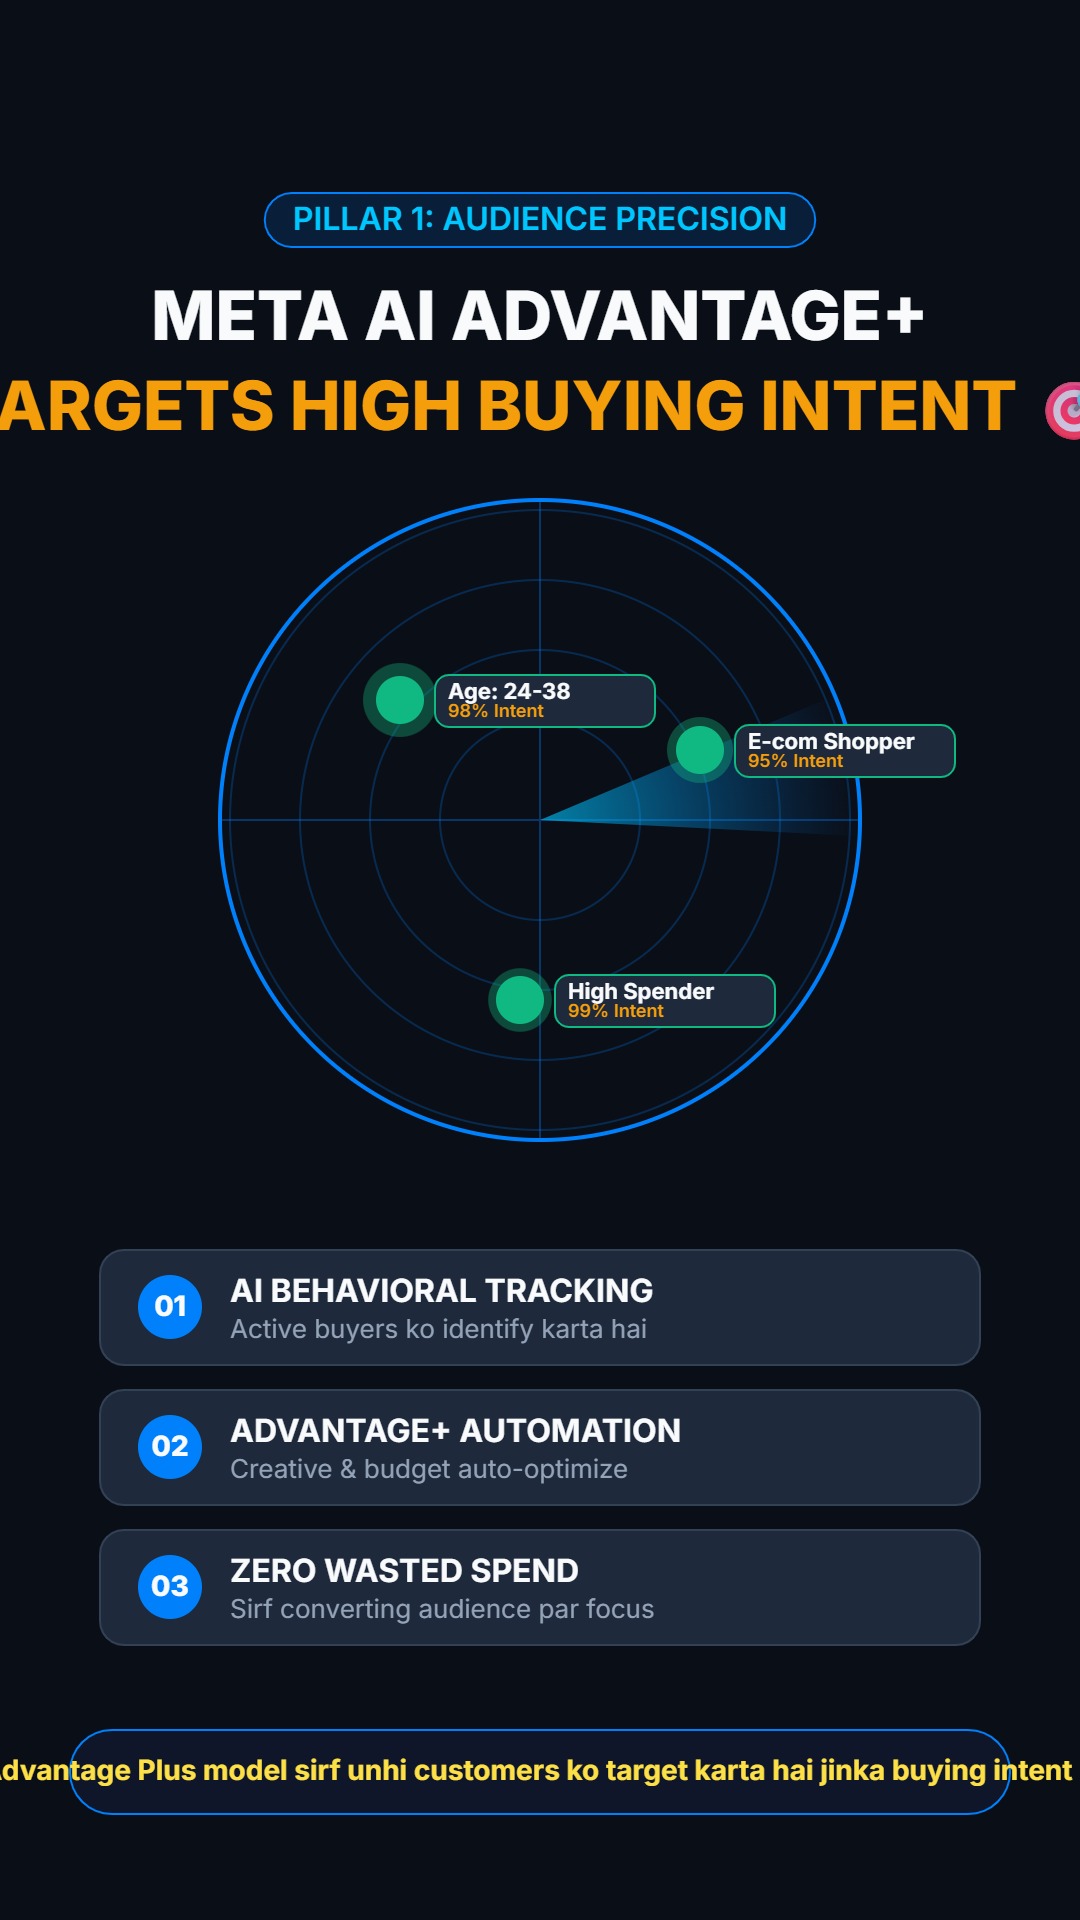 PILLAR 1: AUDIENCE PRECISION
META AI ADVANTAGE+
ARGETS HIGH BUYING INTENT 🎯
Age: 24-38
98% Intent
E-com Shopper
95% Intent
High Spender
99% Intent
01
AI BEHAVIORAL TRACKING
Active buyers ko identify karta hai
02
ADVANTAGE+ AUTOMATION
Creative & budget auto-optimize
03
ZERO WASTED SPEND
Sirf converting audience par focus
dvantage Plus model sirf unhi customers ko target karta hai jinka buying intent